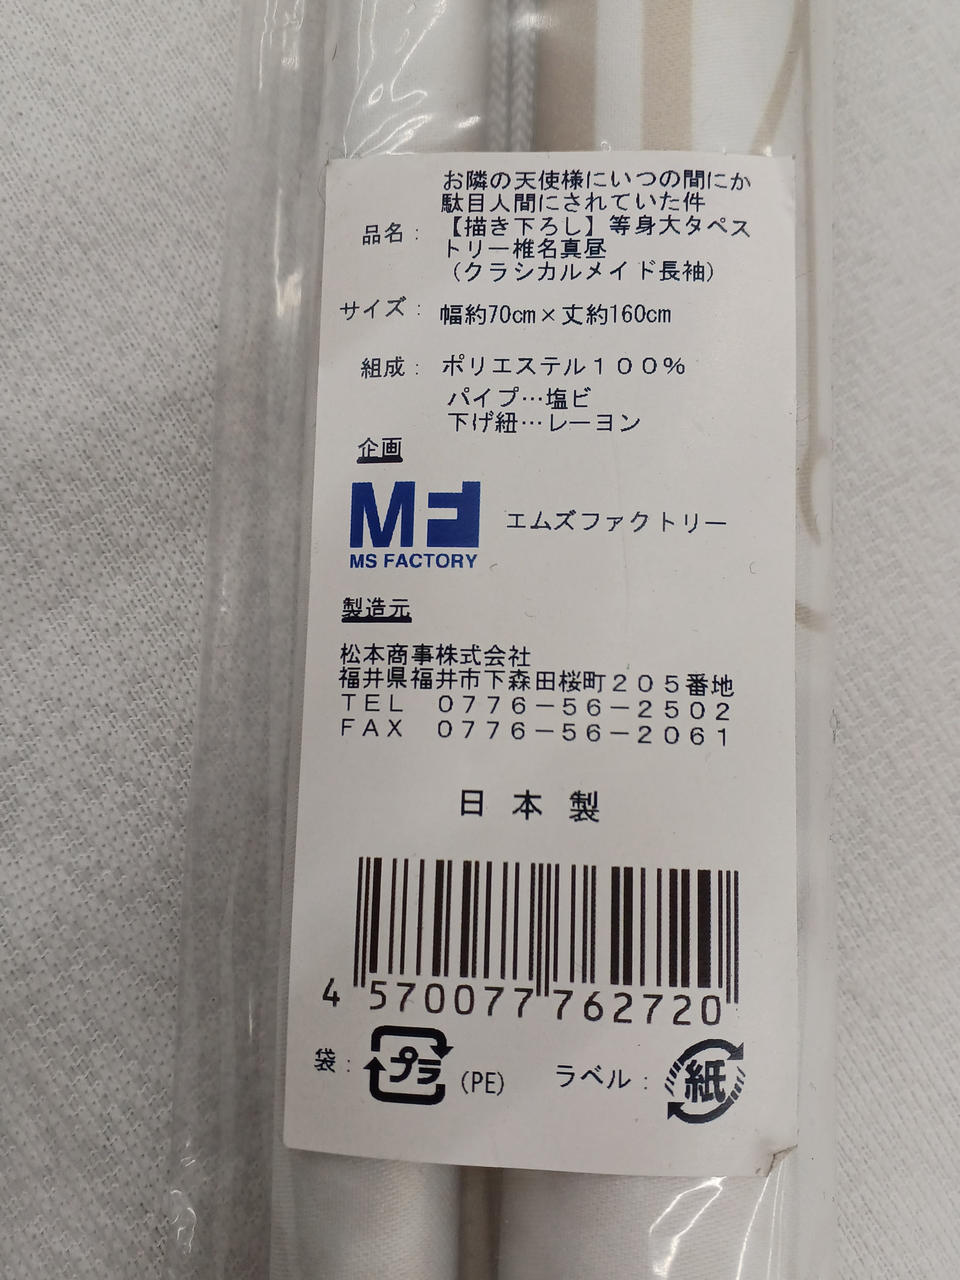 お隣の天使様にいつの間にか
駄目人間にされていた件
品名： 【描き下ろし】等身大タペス
トリー椎名真昼
（クラシカルメイド長袖）
サイズ： 幅約70cm×丈約160cm
組成： ポリエステル１００％
パイプ…塩ビ
下げ紐…レーヨン
企画
MF エムズファクトリー
MS FACTORY
製造元
松本商事株式会社
福井県福井市下森田桜町２０５番地
ＴＥＬ　０７７６－５６－２５０２
ＦＡＸ　０７７６－５６－２０６１
日本製
4 570077 762720
袋： プラ (PE) ラベル： 紙